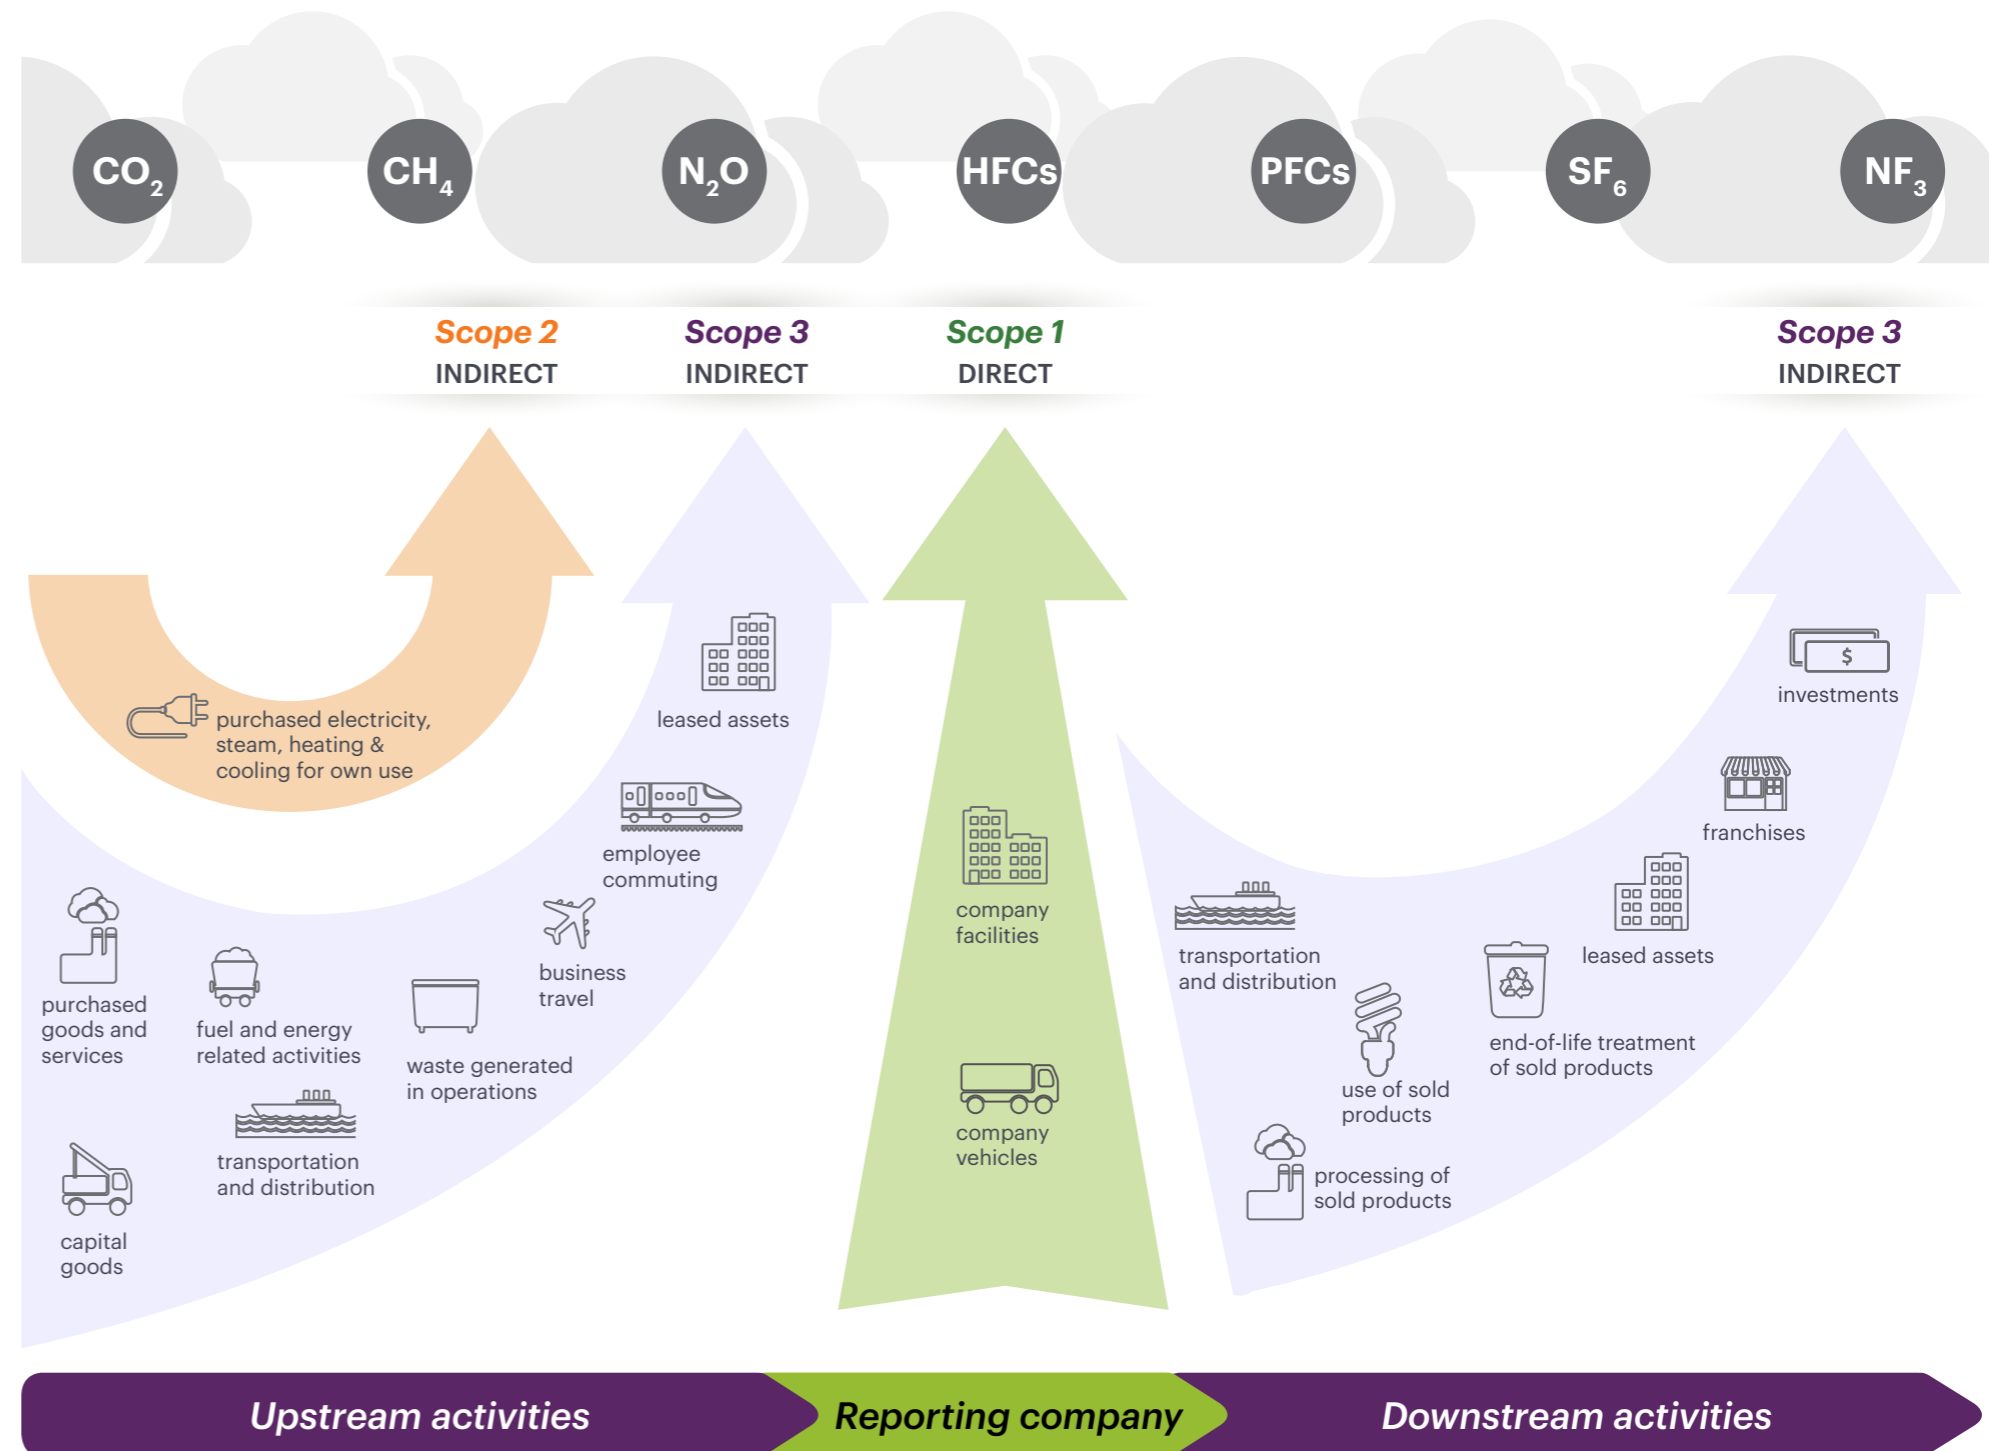 CO₂
CH₄
N₂O
HFCs
PFCs
SF₆
NF₃
Scope 2
INDIRECT
Scope 3
INDIRECT
Scope 1
DIRECT
Scope 3
INDIRECT
purchased electricity,
steam, heating &
cooling for own use
leased assets
employee
commuting
business
travel
purchased
goods and
services
fuel and energy
related activities
waste generated
in operations
transportation
and distribution
capital
goods
company
facilities
company
vehicles
investments
$
franchises
leased assets
transportation
and distribution
end-of-life treatment
of sold products
use of sold
products
processing of
sold products
Upstream activities
Reporting company
Downstream activities